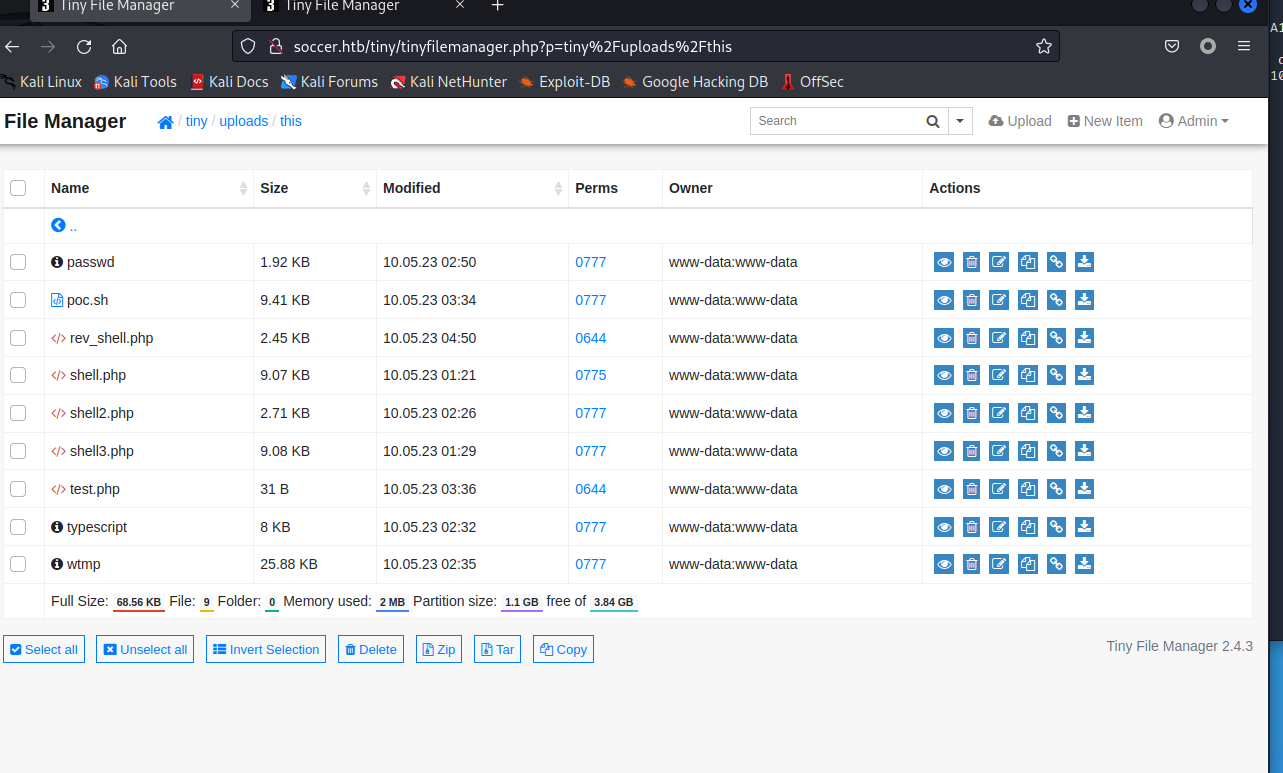 Tiny File Manager × Tiny File Manager × +
soccer.htb/tiny/tinyfilemanager.php?p=tiny%2Fuploads%2Fthis
Kali Linux Kali Tools Kali Docs Kali Forums Kali NetHunter Exploit-DB Google Hacking DB OffSec
File Manager / tiny / uploads / this Search Upload New Item Admin
Name Size Modified Perms Owner Actions
..
passwd 1.92 KB 10.05.23 02:50 0777 www-data:www-data
poc.sh 9.41 KB 10.05.23 03:34 0777 www-data:www-data
rev_shell.php 2.45 KB 10.05.23 04:50 0644 www-data:www-data
shell.php 9.07 KB 10.05.23 01:21 0775 www-data:www-data
shell2.php 2.71 KB 10.05.23 02:26 0777 www-data:www-data
shell3.php 9.08 KB 10.05.23 01:29 0777 www-data:www-data
test.php 31 B 10.05.23 03:36 0644 www-data:www-data
typescript 8 KB 10.05.23 02:32 0777 www-data:www-data
wtmp 25.88 KB 10.05.23 02:35 0777 www-data:www-data
Full Size: 68.56 KB File: 9 Folder: 0 Memory used: 2 MB Partition size: 1.1 GB free of 3.84 GB
Select all Unselect all Invert Selection Delete Zip Tar Copy Tiny File Manager 2.4.3